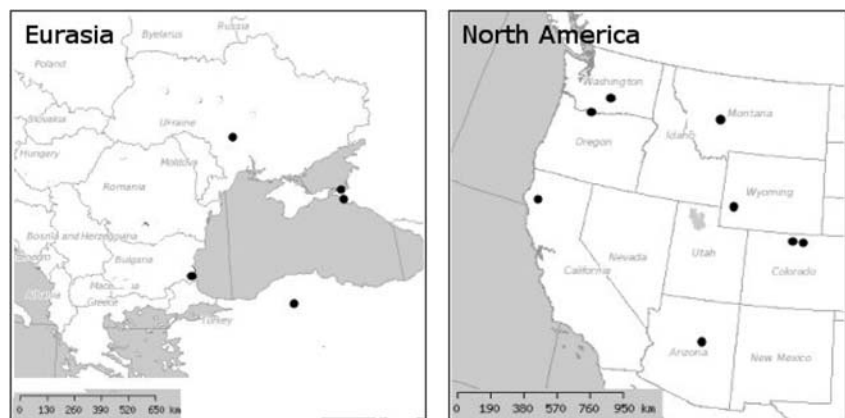 Eurasia
Russia
Byelarus
Poland
Ukraine
Slovakia
Hungary
Moldova
Romania
Bosnia and Herzegovina
Bulgaria
Albania
Greece
Turkey
0 130 260 390 520 650
km
North America
Washington
Montana
Oregon
Idaho
Wyoming
Nevada
Utah
Colorado
California
Arizona
New Mexico
0 190 380 570 760 950
km